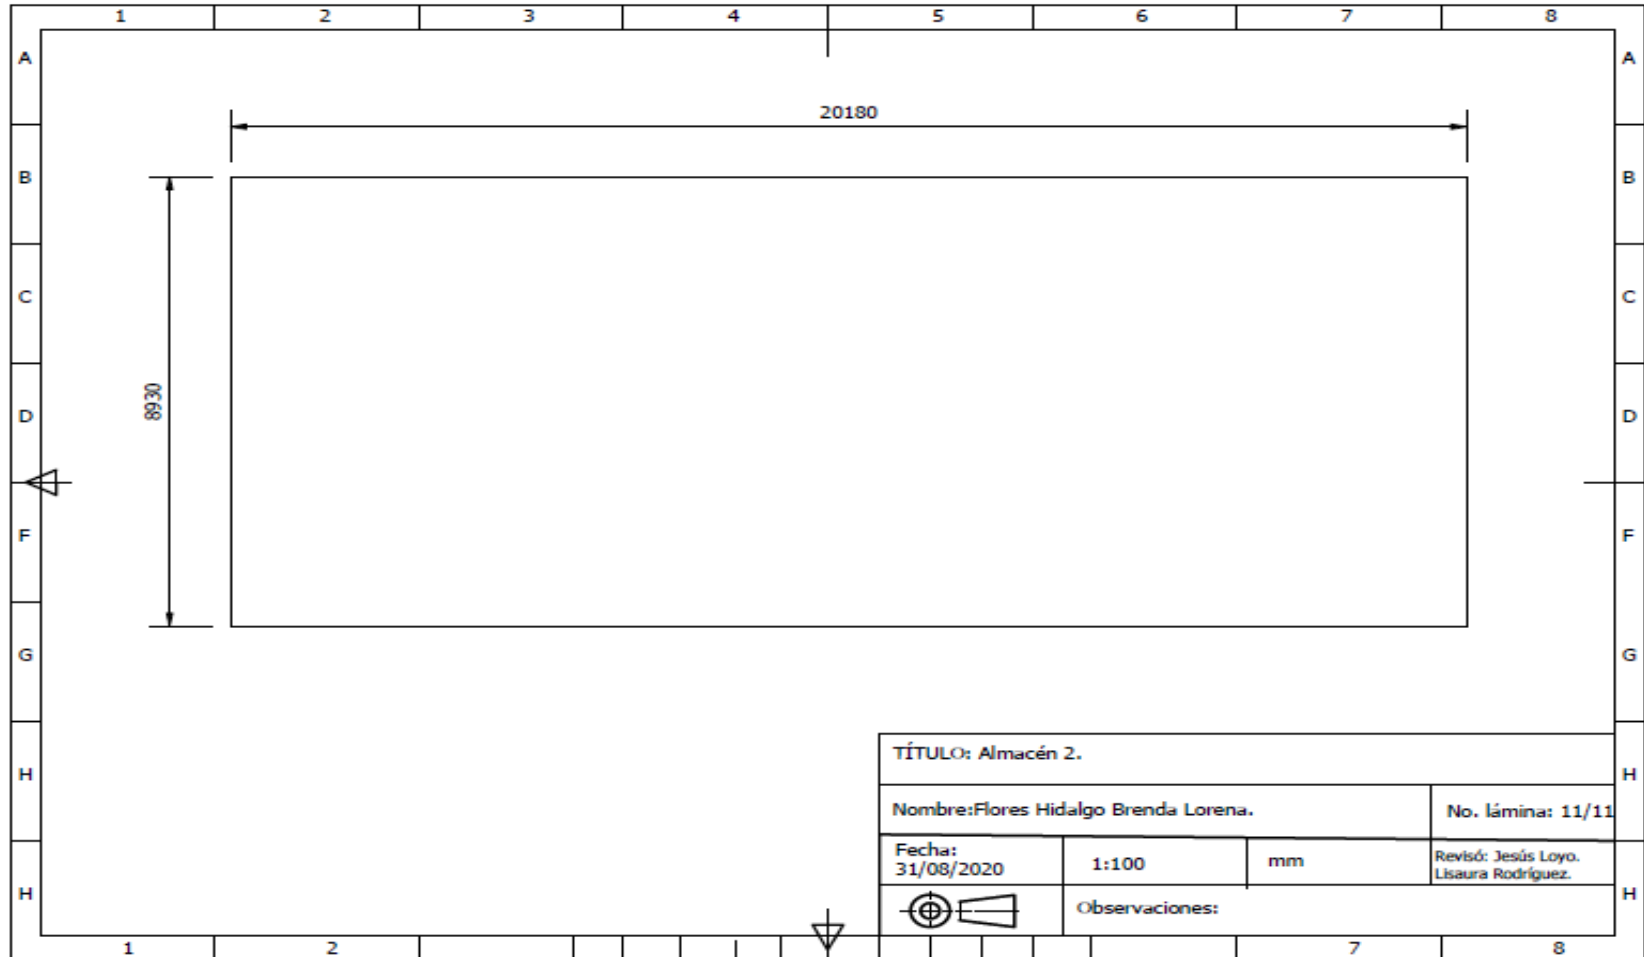 1 2 3 4 5 6 7 8
A A
20180
B B
C C
8930
D D
F F
G G
TÍTULO: Almacén 2.
H H
Nombre:Flores Hidalgo Brenda Lorena. No. lámina: 11/11
Fecha:
31/08/2020 1:100 mm Revisó: Jesús Loyo.
Lisaura Rodríguez.
H H
Observaciones:
1 2 7 8